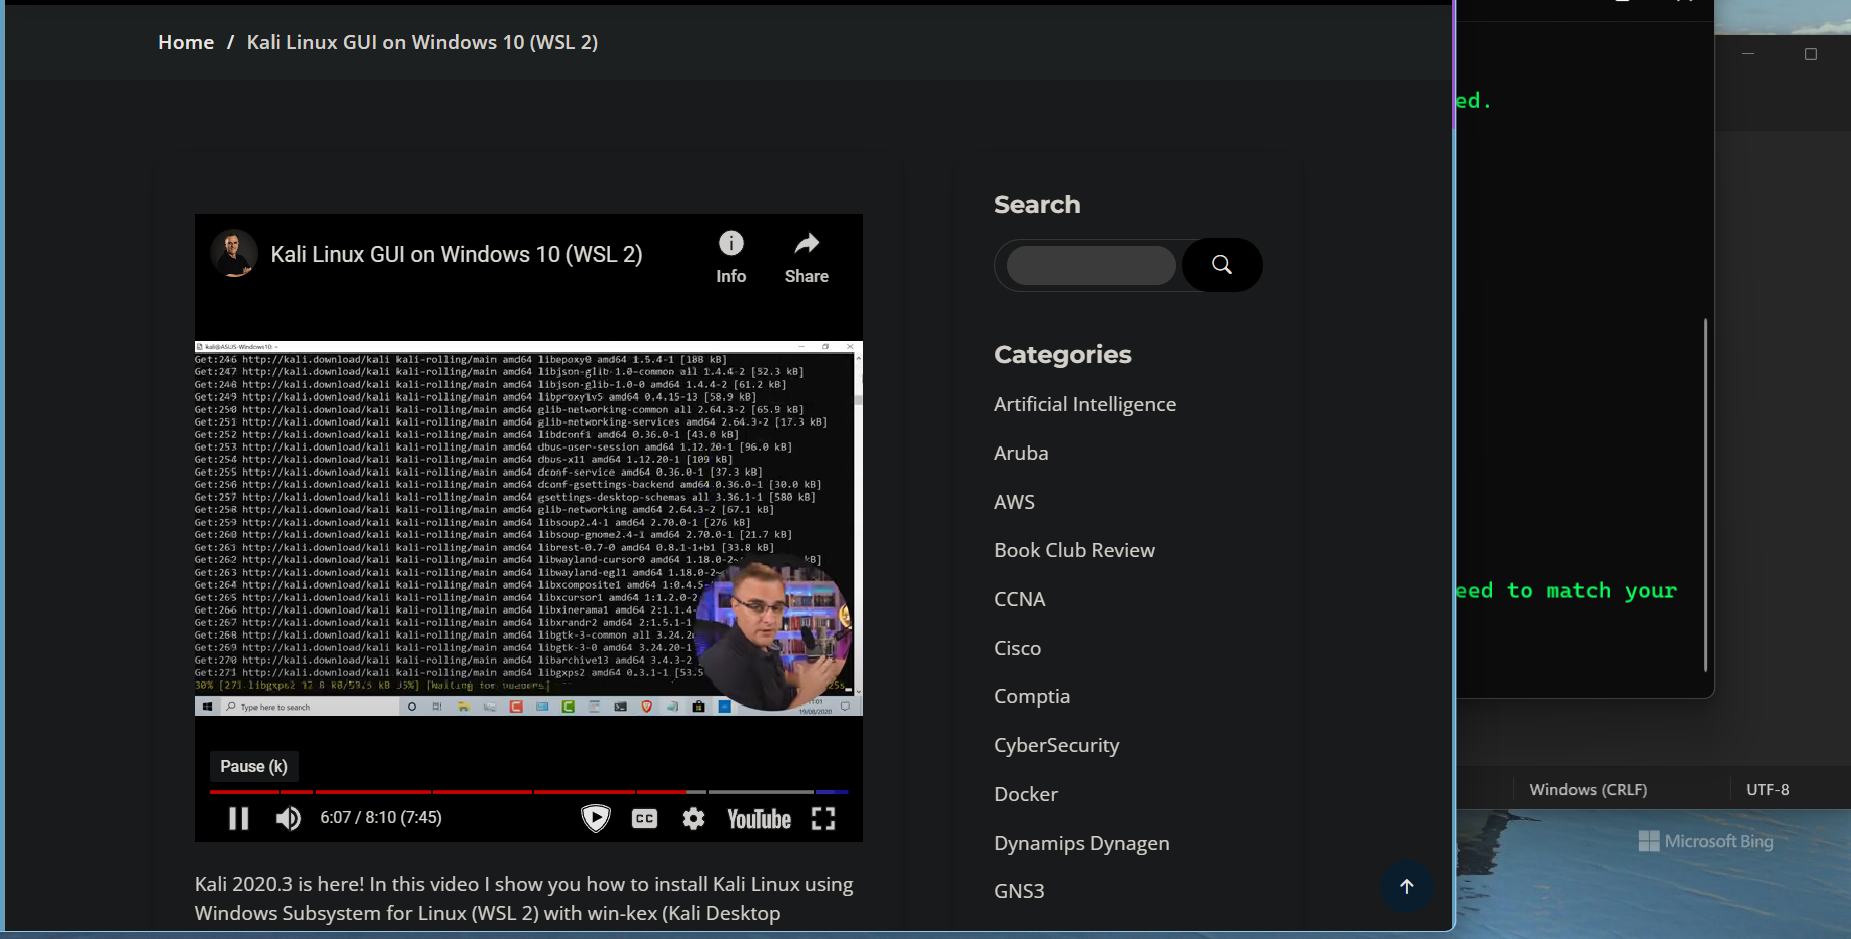 Home / Kali Linux GUI on Windows 10 (WSL 2)
Kali Linux GUI on Windows 10 (WSL 2)
Info
Share
kali@ASUS-Windows10: ~
Get:246 http://kali.download/kali kali-rolling/main amd64 libepoxy0 amd64 1.5.4-1 [188 kB]
Get:247 http://kali.download/kali kali-rolling/main amd64 libjson-glib-1.0-common all 1.4.4-2 [52.3 kB]
Get:248 http://kali.download/kali kali-rolling/main amd64 libjson-glib-1.0-0 amd64 1.4.4-2 [61.2 kB]
Get:249 http://kali.download/kali kali-rolling/main amd64 libproxy1v5 amd64 0.4.15-13 [58.9 kB]
Get:250 http://kali.download/kali kali-rolling/main amd64 glib-networking-common all 2.64.3-2 [65.9 kB]
Get:251 http://kali.download/kali kali-rolling/main amd64 glib-networking-services amd64 2.64.3-2 [17.3 kB]
Get:252 http://kali.download/kali kali-rolling/main amd64 libdconf1 amd64 0.36.0-1 [43.0 kB]
Get:253 http://kali.download/kali kali-rolling/main amd64 dbus-user-session amd64 1.12.20-1 [96.0 kB]
Get:254 http://kali.download/kali kali-rolling/main amd64 dbus-x11 amd64 1.12.20-1 [109 kB]
Get:255 http://kali.download/kali kali-rolling/main amd64 dconf-service amd64 0.36.0-1 [37.3 kB]
Get:256 http://kali.download/kali kali-rolling/main amd64 dconf-gsettings-backend amd64 0.36.0-1 [30.0 kB]
Get:257 http://kali.download/kali kali-rolling/main amd64 gsettings-desktop-schemas all 3.36.1-1 [580 kB]
Get:258 http://kali.download/kali kali-rolling/main amd64 glib-networking amd64 2.64.3-2 [67.1 kB]
Get:259 http://kali.download/kali kali-rolling/main amd64 libsoup2.4-1 amd64 2.70.0-1 [276 kB]
Get:260 http://kali.download/kali kali-rolling/main amd64 libsoup-gnome2.4-1 amd64 2.70.0-1 [21.7 kB]
Get:261 http://kali.download/kali kali-rolling/main amd64 librest-0.7-0 amd64 0.8.1-1+b1 [33.8 kB]
Get:262 http://kali.download/kali kali-rolling/main amd64 libwayland-cursor0 amd64 1.18.0-2~ kB]
Get:263 http://kali.download/kali kali-rolling/main amd64 libwayland-egl1 amd64 1.18.0-2~
Get:264 http://kali.download/kali kali-rolling/main amd64 libxcomposite1 amd64 1:0.4.5-
Get:265 http://kali.download/kali kali-rolling/main amd64 libxcursor1 amd64 1:1.2.0-2
Get:266 http://kali.download/kali kali-rolling/main amd64 libxinerama1 amd64 2:1.1.4-
Get:267 http://kali.download/kali kali-rolling/main amd64 libxrandr2 amd64 2:1.5.1-1
Get:268 http://kali.download/kali kali-rolling/main amd64 libgtk-3-common all 3.24.2
Get:269 http://kali.download/kali kali-rolling/main amd64 libgtk-3-0 amd64 3.24.20-1
Get:270 http://kali.download/kali kali-rolling/main amd64 libarchive13 amd64 3.4.3-2
Get:271 http://kali.download/kali kali-rolling/main amd64 libgxps2 amd64 0.3.1-1 [53.5
30% [271 libgxps2 kB 35%] [Waiting for headers] 25s
Type here to search
11:01
19/08/2020
Pause (k)
6:07 / 8:10 (7:45)
CC
YouTube
Kali 2020.3 is here! In this video I show you how to install Kali Linux using
Windows Subsystem for Linux (WSL 2) with win-kex (Kali Desktop
Search
Categories
Artificial Intelligence
Aruba
AWS
Book Club Review
CCNA
Cisco
Comptia
CyberSecurity
Docker
Dynamips Dynagen
GNS3
ed.
eed to match your
Windows (CRLF)
UTF-8
Microsoft Bing